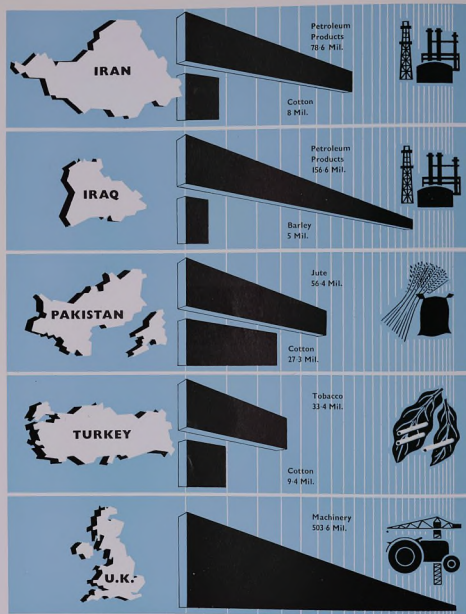 IRAN
Petroleum
Products
78·6 Mil.
Cotton
8 Mil.
IRAQ
Petroleum
Products
156·6 Mil.
Barley
5 Mil.
PAKISTAN
Jute
56·4 Mil.
Cotton
27·3 Mil.
TURKEY
Tobacco
33·4 Mil.
Cotton
9·4 Mil.
U.K.
Machinery
503·6 Mil.